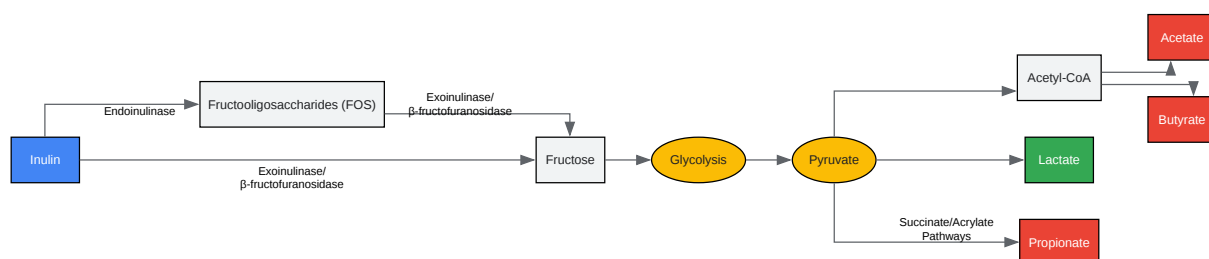 Inulin
Endoinulinase
Fructooligosaccharides (FOS)
Exoinulinase/
β-fructofuranosidase
Exoinulinase/
β-fructofuranosidase
Fructose
Glycolysis
Pyruvate
Acetyl-CoA
Acetate
Butyrate
Lactate
Succinate/Acrylate
Pathways
Propionate